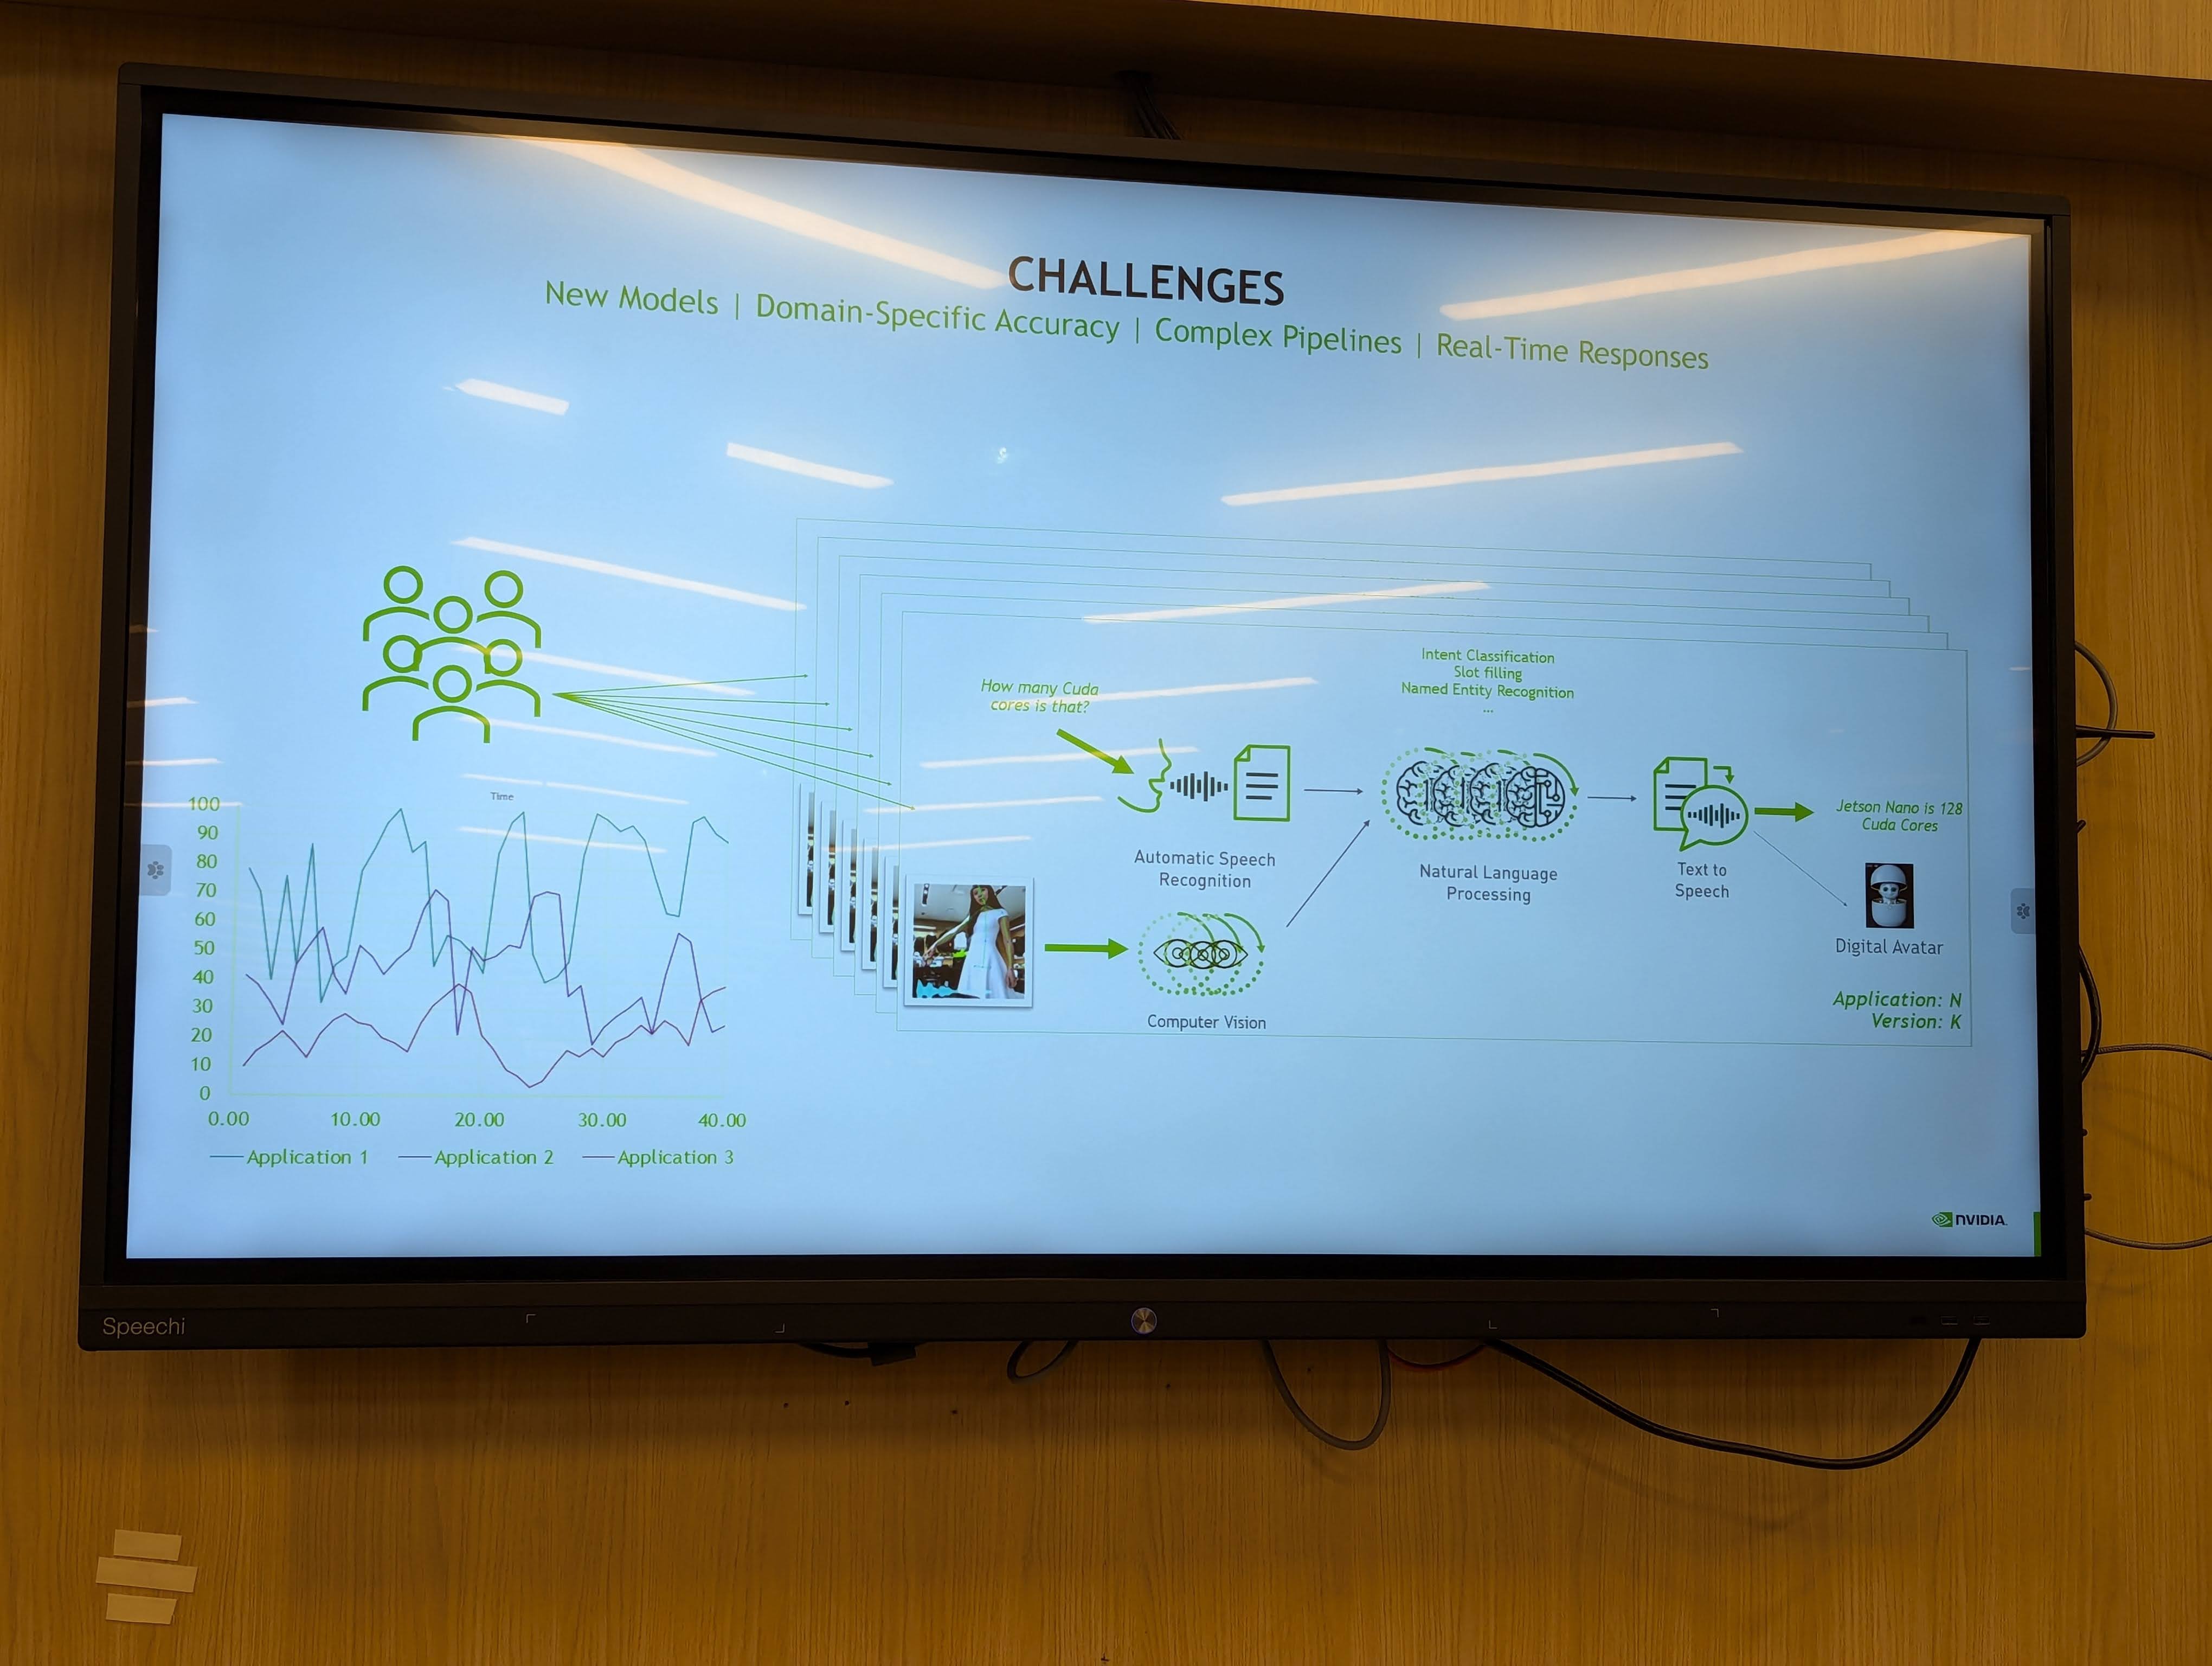 CHALLENGES
New Models | Domain-Specific Accuracy | Complex Pipelines | Real-Time Responses
Intent Classification
Slot filling
Named Entity Recognition
...
How many Cuda
cores is that?
Automatic Speech
Recognition
Natural Language
Processing
Text to
Speech
Jetson Nano is 128
Cuda Cores
Digital Avatar
Computer Vision
Application: N
Version: K
Time
100
90
80
70
60
50
40
30
20
10
0
0.00 10.00 20.00 30.00 40.00
Application 1 Application 2 Application 3
NVIDIA.
Speechi